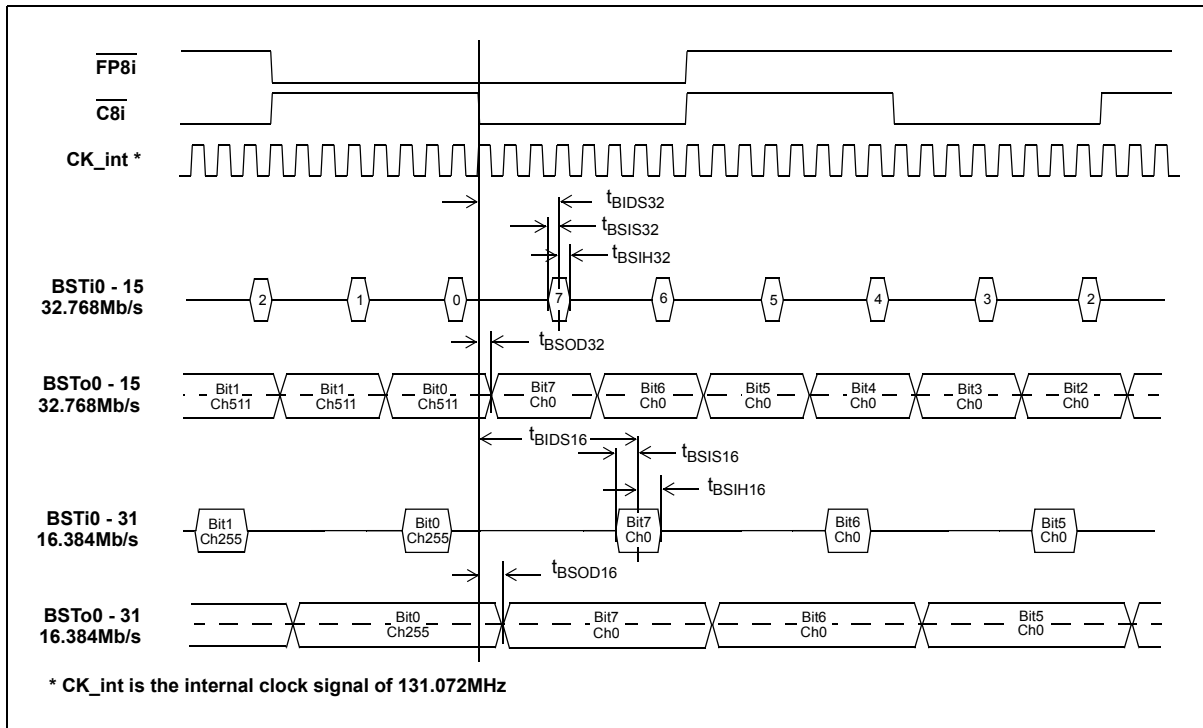 FP8i
C8i
CK_int *
tBIDS32
tBSIS32
tBSIH32
BSTi0 - 15
32.768Mb/s
2 1 0 7 6 5 4 3 2
tBSOD32
BSTo0 - 15
32.768Mb/s
Bit1 Bit1 Bit0 Bit7 Bit6 Bit5 Bit4 Bit3 Bit2
Ch511 Ch511 Ch511 Ch0 Ch0 Ch0 Ch0 Ch0 Ch0
tBIDS16
tBSIS16
tBSIH16
BSTi0 - 31
16.384Mb/s
Bit1 Bit0 Bit7 Bit6 Bit5
Ch255 Ch255 Ch0 Ch0 Ch0
tBSOD16
BSTo0 - 31
16.384Mb/s
Bit0 Bit7 Bit6 Bit5
Ch255 Ch0 Ch0 Ch0
* CK_int is the internal clock signal of 131.072MHz